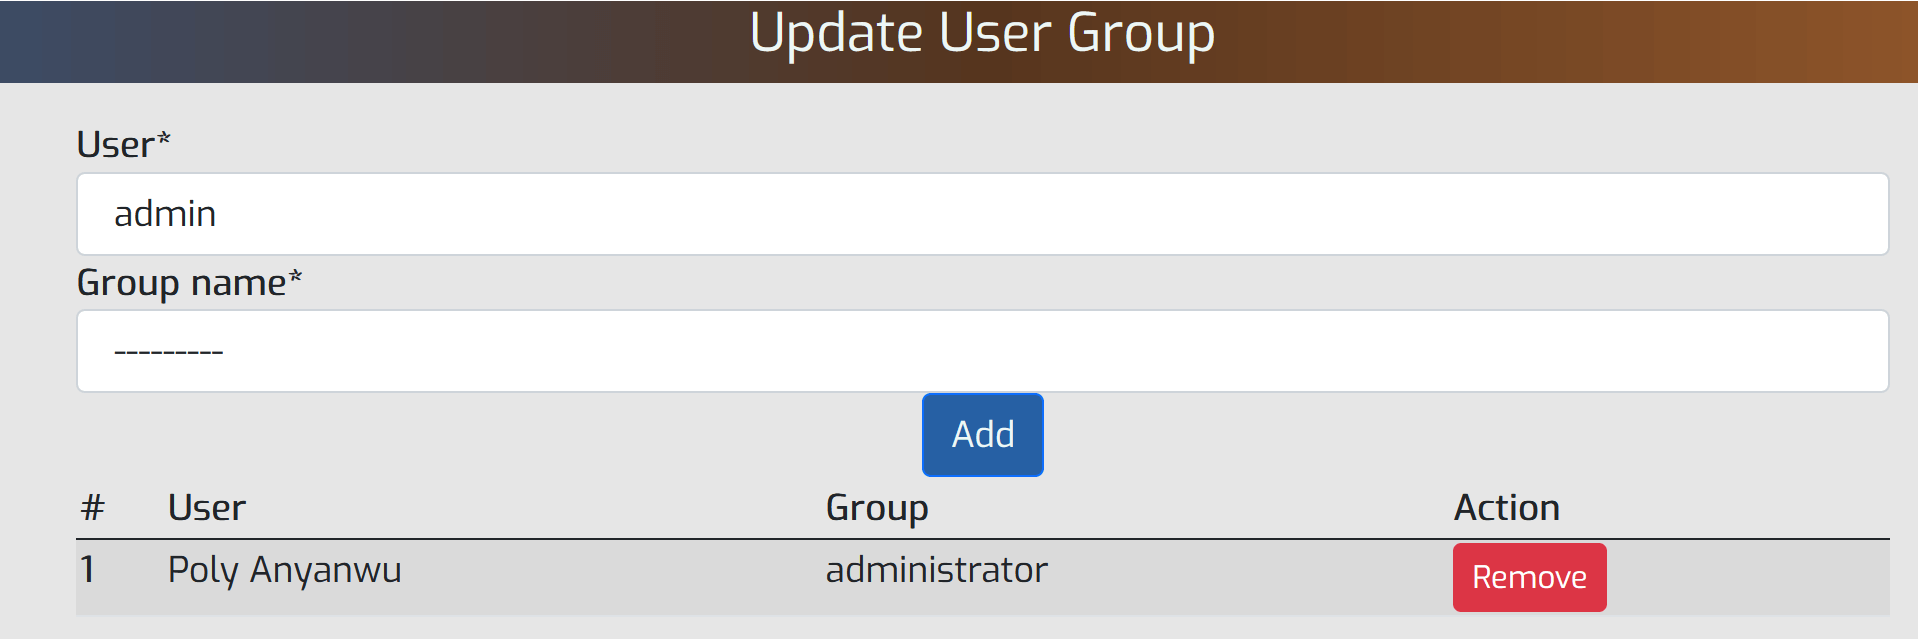 Update User Group
User*
admin
Group name*
---------
Add
# User Group Action
1 Poly Anyanwu administrator Remove